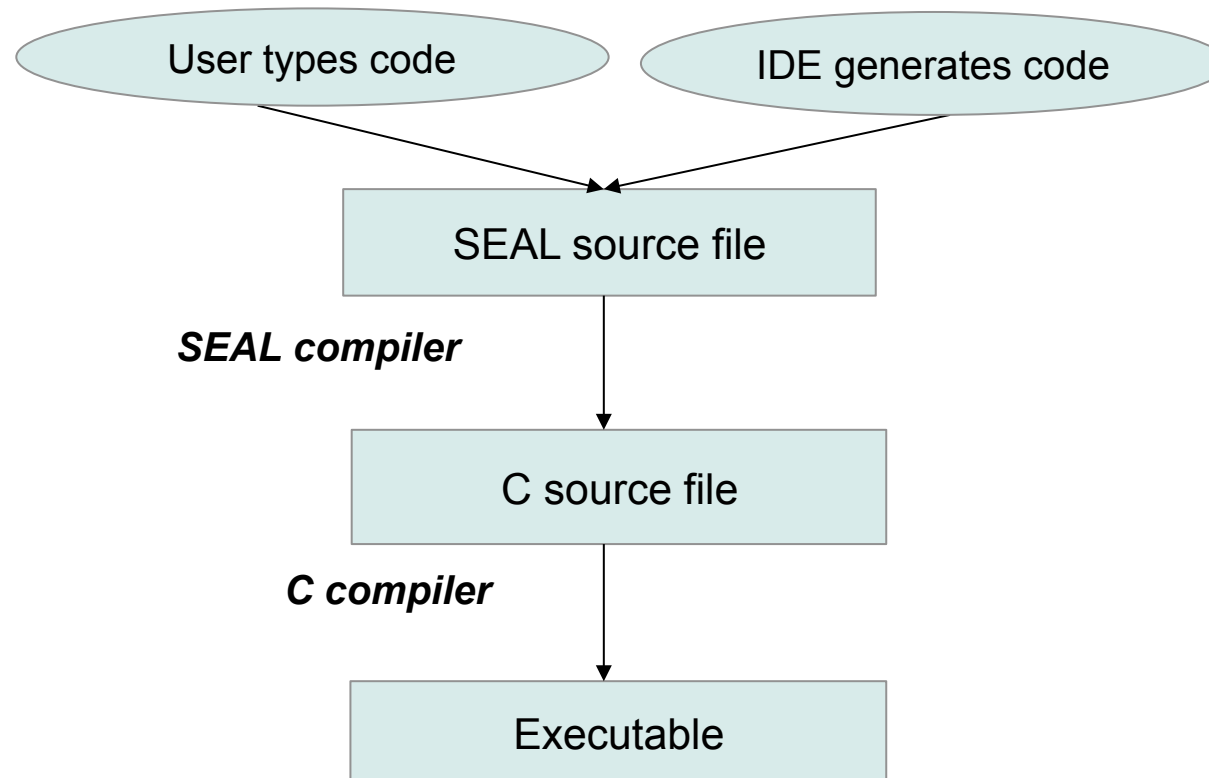 User types code
IDE generates code
SEAL source file
SEAL compiler
C source file
C compiler
Executable